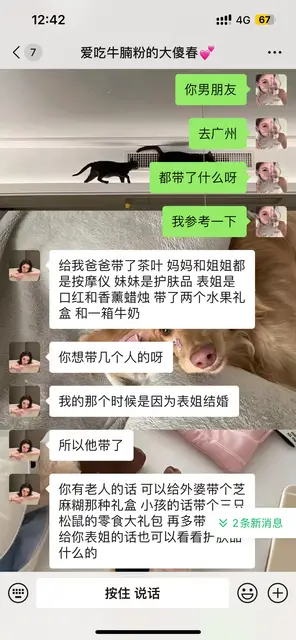 12:42
4G
67
7
爱吃牛腩粉的大傻春💕
你男朋友
去广州
都带了什么呀
我参考一下
给我爸爸带了茶叶 妈妈和姐姐都
是按摩仪 妹妹是护肤品 表姐是
口红和香薰蜡烛 带了两个水果礼
盒 和一箱牛奶
你想带几个人的呀
我的那个时候是因为表姐结婚
所以他带了
你有老人的话 可以给外婆带个芝
麻糊那种礼盒 小孩的话带个三只
松鼠的零食大礼包 再多带
给你表姐的话也可以看看护肤品
什么的
2条新消息
按住 说话